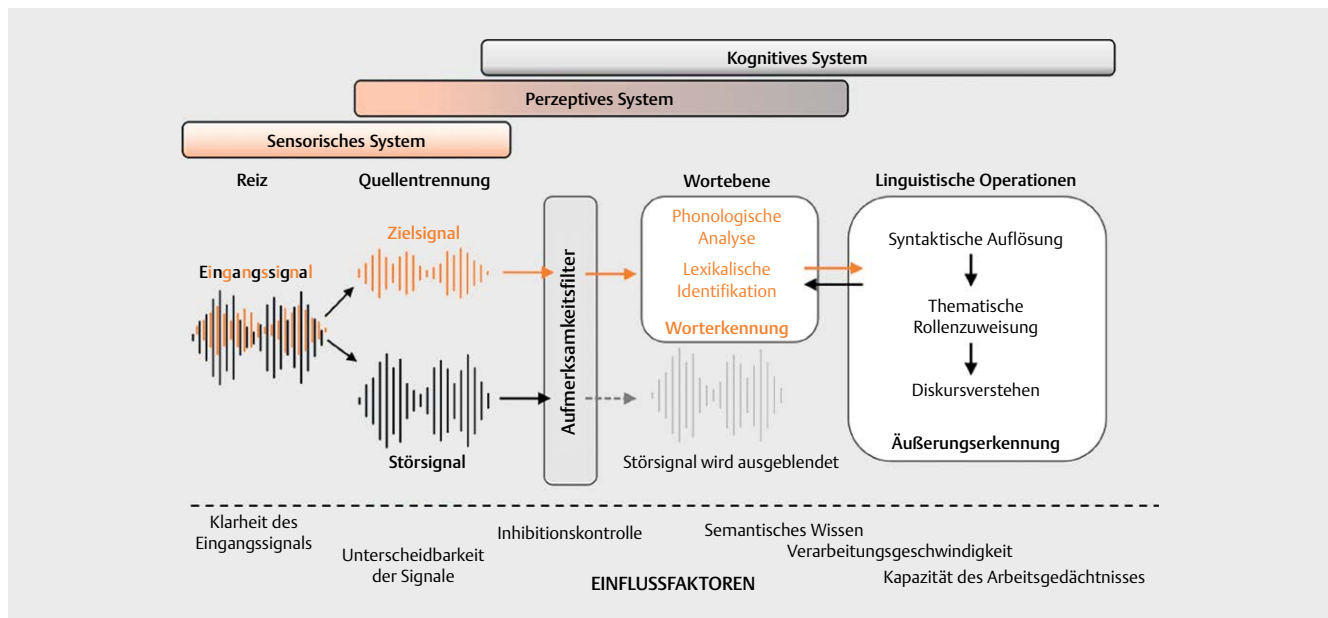 Kognitives System
Perzeptives System
Sensorisches System
Reiz
Quellentrennung
Wortebene
Linguistische Operationen
Eingangssignal
Zielsignal
Störsignal
Aufmerksamkeitsfilter
Phonologische
Analyse
Lexikalische
Identifikation
Worterkennung
Störsignal wird ausgeblendet
Syntaktische Auflösung
Thematische
Rollenzuweisung
Diskursverstehen
Äußerungserkennung
Klarheit des
Eingangssignals
Unterscheidbarkeit
der Signale
Inhibitionskontrolle
Semantisches Wissen
Verarbeitungsgeschwindigkeit
Kapazität des Arbeitsgedächtnisses
EINFLUSSFAKTOREN